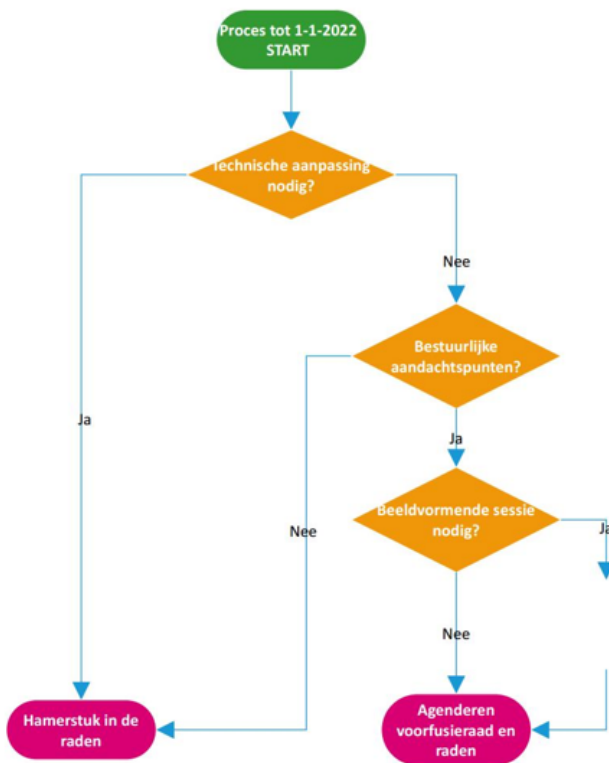 Proces tot 1-1-2022
START
Technische aanpassing
nodig?
Nee
Bestuurlijke
aandachtspunten?
Ja
Ja
Beeldvormende sessie
nodig?
Nee
Ja
Nee
Hamerstuk in de
raden
Agenderen
voorfusieraad en
raden